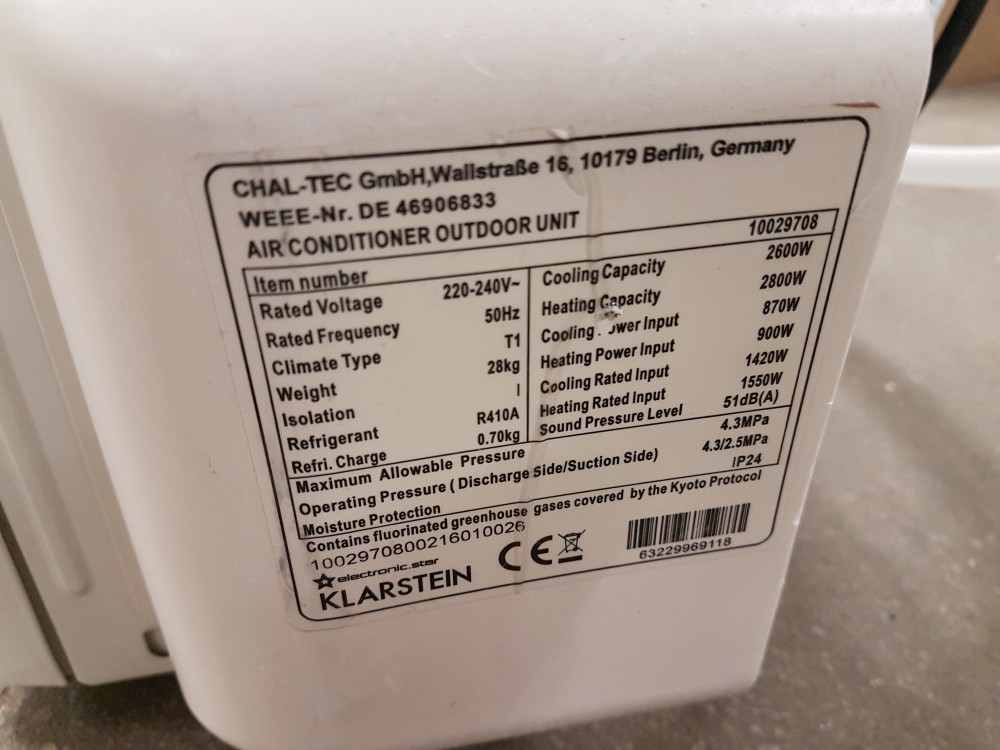 CHAL-TEC GmbH,Wallstraße 16, 10179 Berlin, Germany
WEEE-Nr. DE 46906833
AIR CONDITIONER OUTDOOR UNIT
Item number 10029708
Rated Voltage 220-240V~ Cooling Capacity 2600W
Rated Frequency 50Hz Heating Capacity 2800W
Climate Type T1 Cooling Power Input 870W
Weight 28kg Heating Power Input 900W
Isolation I Cooling Rated Input 1420W
Refrigerant R410A Heating Rated Input 1550W
Refri. Charge 0.70kg Sound Pressure Level 51dB(A)
Maximum Allowable Pressure 4.3MPa
Operating Pressure ( Discharge Side/Suction Side) 4.3/2.5MPa
Moisture Protection IP24
Contains fluorinated greenhouse gases covered by the Kyoto Protocol
1002970800216010026
electronic.star
KLARSTEIN
CE
63229969118